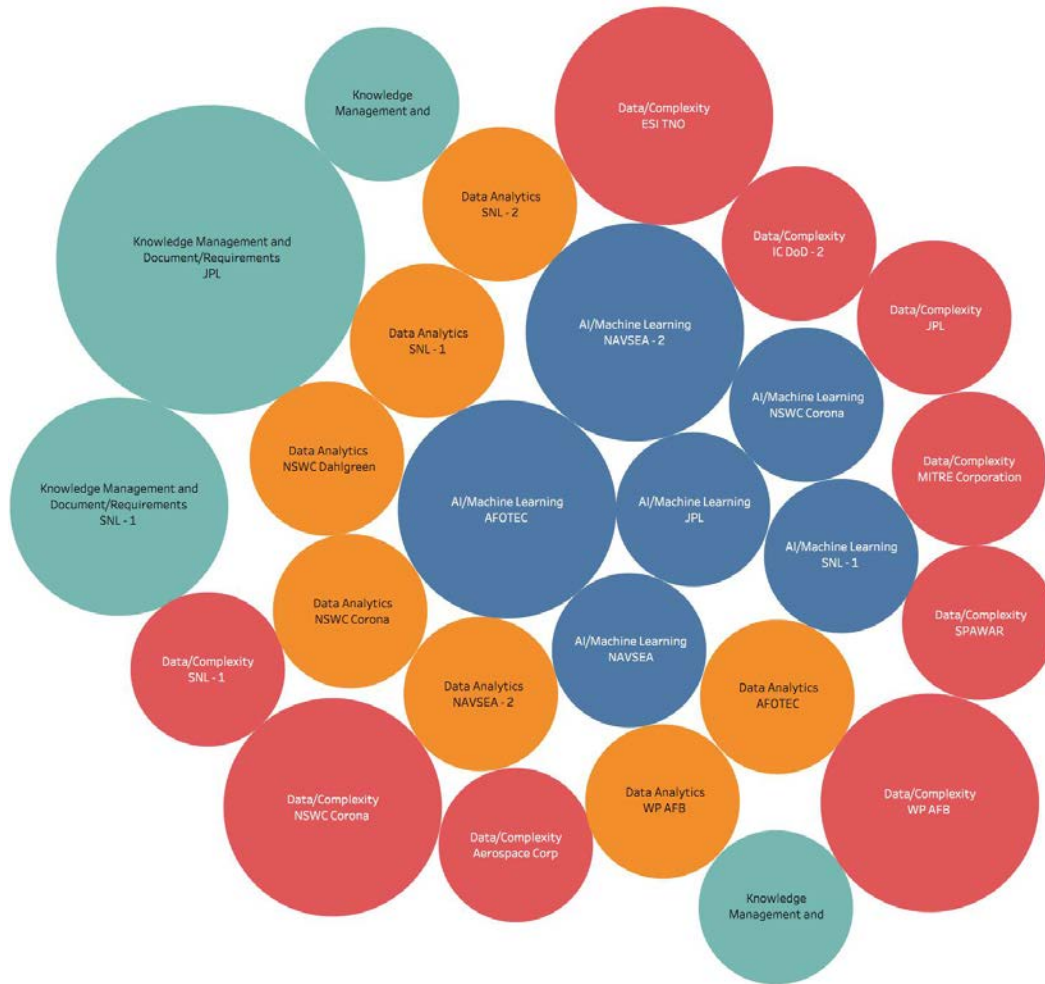 Knowledge
Management and
Data/Complexity
ESI TNO
Data Analytics
SNL - 2
Knowledge Management and
Document/Requirements
JPL
Data/Complexity
IC DoD - 2
Data Analytics
SNL - 1
AI/Machine Learning
NAVSEA - 2
Data/Complexity
JPL
AI/Machine Learning
NSWC Corona
Data Analytics
NSWC Dahlgreen
Data/Complexity
MITRE Corporation
Knowledge Management and
Document/Requirements
SNL - 1
AI/Machine Learning
AFOTEC
AI/Machine Learning
JPL
AI/Machine Learning
SNL - 1
Data Analytics
NSWC Corona
Data/Complexity
SPAWAR
AI/Machine Learning
NAVSEA
Data/Complexity
SNL - 1
Data Analytics
NAVSEA - 2
Data Analytics
AFOTEC
Data/Complexity
NSWC Corona
Data Analytics
WP AFB
Data/Complexity
WP AFB
Data/Complexity
Aerospace Corp
Knowledge
Management and